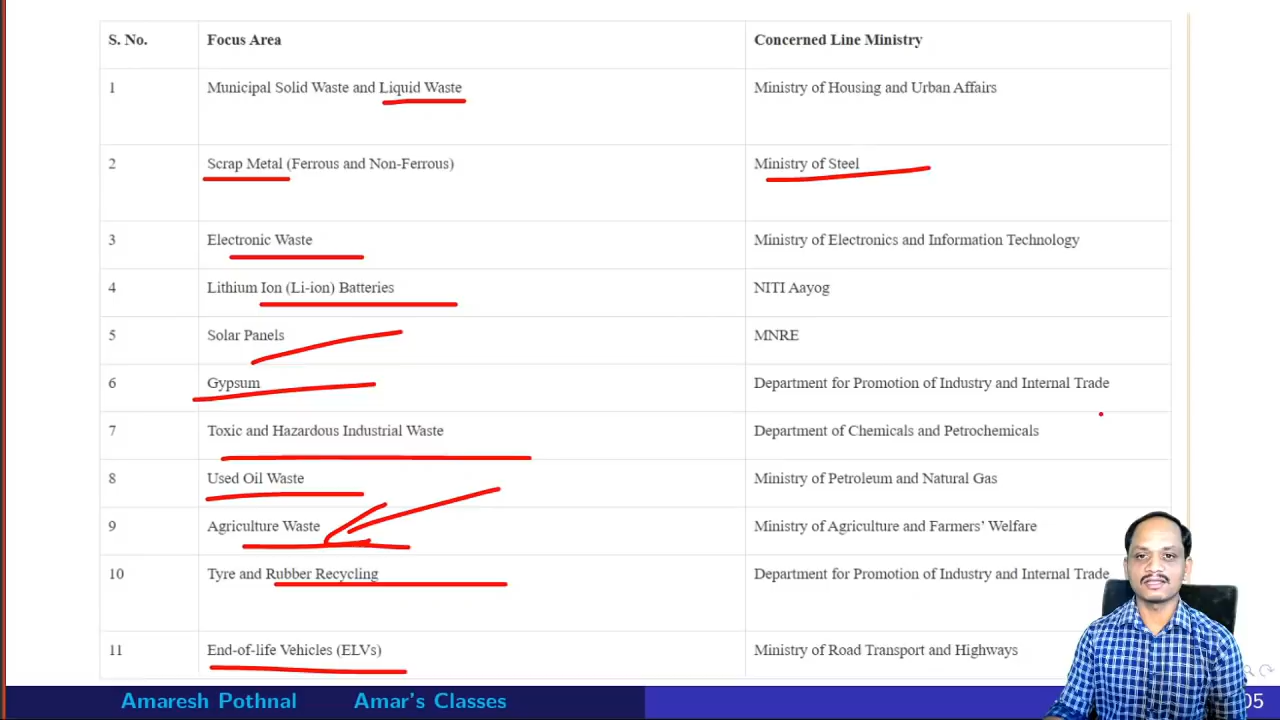 S. No. Focus Area Concerned Line Ministry
1 Municipal Solid Waste and Liquid Waste Ministry of Housing and Urban Affairs
2 Scrap Metal (Ferrous and Non-Ferrous) Ministry of Steel
3 Electronic Waste Ministry of Electronics and Information Technology
4 Lithium Ion (Li-ion) Batteries NITI Aayog
5 Solar Panels MNRE
6 Gypsum Department for Promotion of Industry and Internal Trade
7 Toxic and Hazardous Industrial Waste Department of Chemicals and Petrochemicals
8 Used Oil Waste Ministry of Petroleum and Natural Gas
9 Agriculture Waste Ministry of Agriculture and Farmers’ Welfare
10 Tyre and Rubber Recycling Department for Promotion of Industry and Internal Trade
11 End-of-life Vehicles (ELVs) Ministry of Road Transport and Highways
Amaresh Pothnal Amar's Classes 05